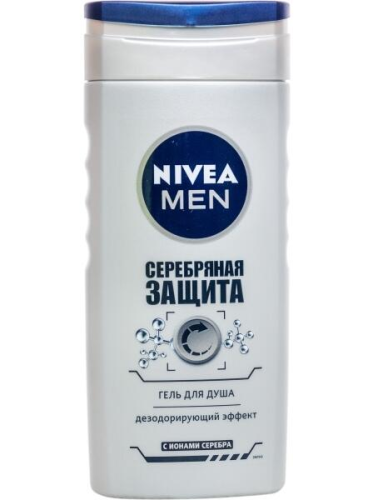 NIVEA
MEN
СЕРЕБРЯНАЯ
ЗАЩИТА
ГЕЛЬ ДЛЯ ДУША
дезодорирующий эффект
С ИОНАМИ СЕРЕБРА